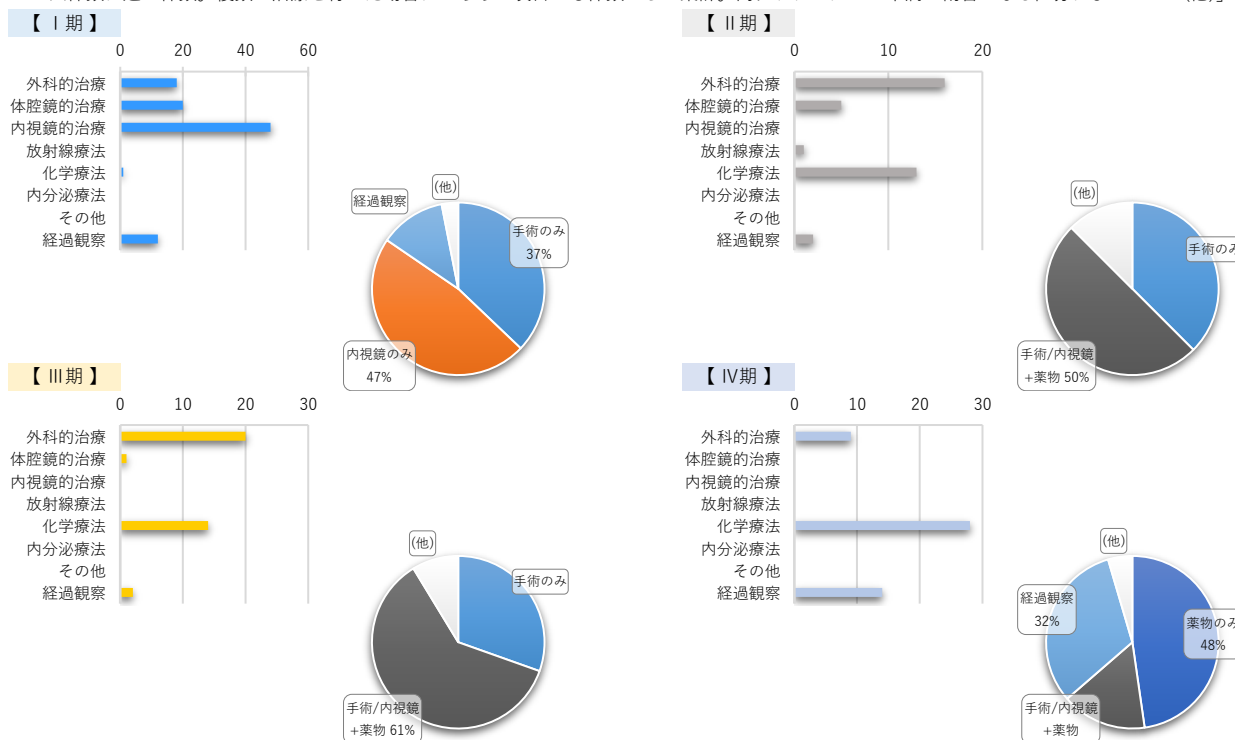 【 Ⅰ期 】
0 20 40 60
外科的治療
体腔鏡的治療
内視鏡的治療
放射線療法
化学療法
内分泌療法
その他
経過観察
(他)
経過観察
手術のみ
37%
内視鏡のみ
47%
【 Ⅱ期 】
0 10 20
外科的治療
体腔鏡的治療
内視鏡的治療
放射線療法
化学療法
内分泌療法
その他
経過観察
(他)
手術のみ
手術/内視鏡
+薬物 50%
【 Ⅲ期 】
0 10 20 30
外科的治療
体腔鏡的治療
内視鏡的治療
放射線療法
化学療法
内分泌療法
その他
経過観察
(他)
手術のみ
手術/内視鏡
+薬物 61%
【 Ⅳ期 】
0 10 20 30
外科的治療
体腔鏡的治療
内視鏡的治療
放射線療法
化学療法
内分泌療法
その他
経過観察
(他)
経過観察
32%
薬物のみ
48%
手術/内視鏡
+薬物